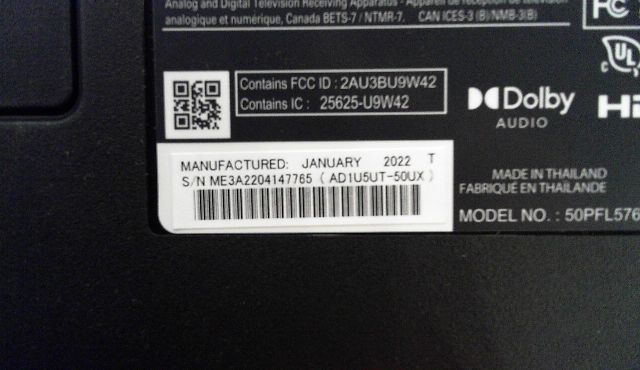 Analog and Digital Television Receiving Apparatus - Appareil de réception de télévision
analogique et numérique, Canada BETS-7 / NTMR-7. CAN ICES-3 (B)/NMB-3(B)
FC
Contains FCC ID : 2AU3BU9W42
Contains IC : 25625-U9W42
c UL
Dolby
AUDIO
MANUFACTURED: JANUARY 2022 T
S/N ME3A2204147765 ( AD1U5UT-50UX )
MADE IN THAILAND
FABRIQUÉ EN THAÏLANDE
MODEL NO. : 50PFL576